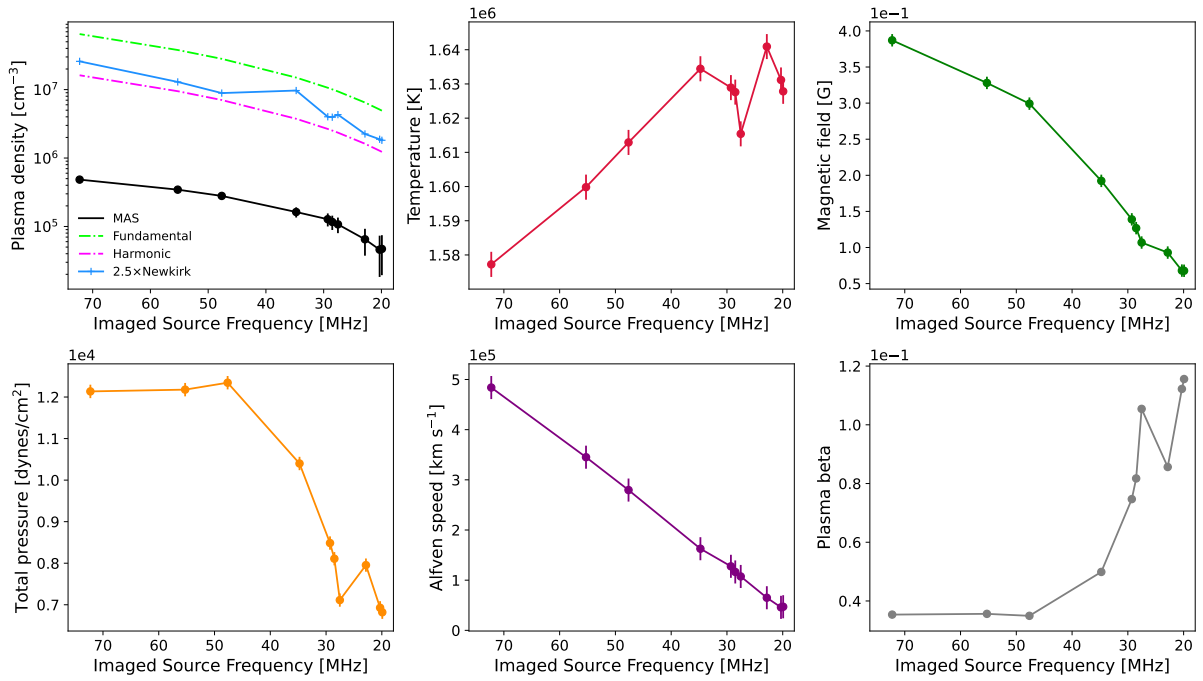 Plasma density [cm⁻³]
10⁷
10⁶
10⁵
MAS
Fundamental
Harmonic
2.5×Newkirk
70 60 50 40 30 20
Imaged Source Frequency [MHz]
1e6
Temperature [K]
1.64
1.63
1.62
1.61
1.60
1.59
1.58
70 60 50 40 30 20
Imaged Source Frequency [MHz]
1e−1
Magnetic field [G]
4.0
3.5
3.0
2.5
2.0
1.5
1.0
0.5
70 60 50 40 30 20
Imaged Source Frequency [MHz]
1e4
Total pressure [dynes/cm²]
1.2
1.0
0.9
0.8
0.7
70 60 50 40 30 20
Imaged Source Frequency [MHz]
1e5
Alfven speed [km s⁻¹]
5
4
3
2
1
0
70 60 50 40 30 20
Imaged Source Frequency [MHz]
1e−1
Plasma beta
1.2
1.0
0.8
0.6
0.4
70 60 50 40 30 20
Imaged Source Frequency [MHz]